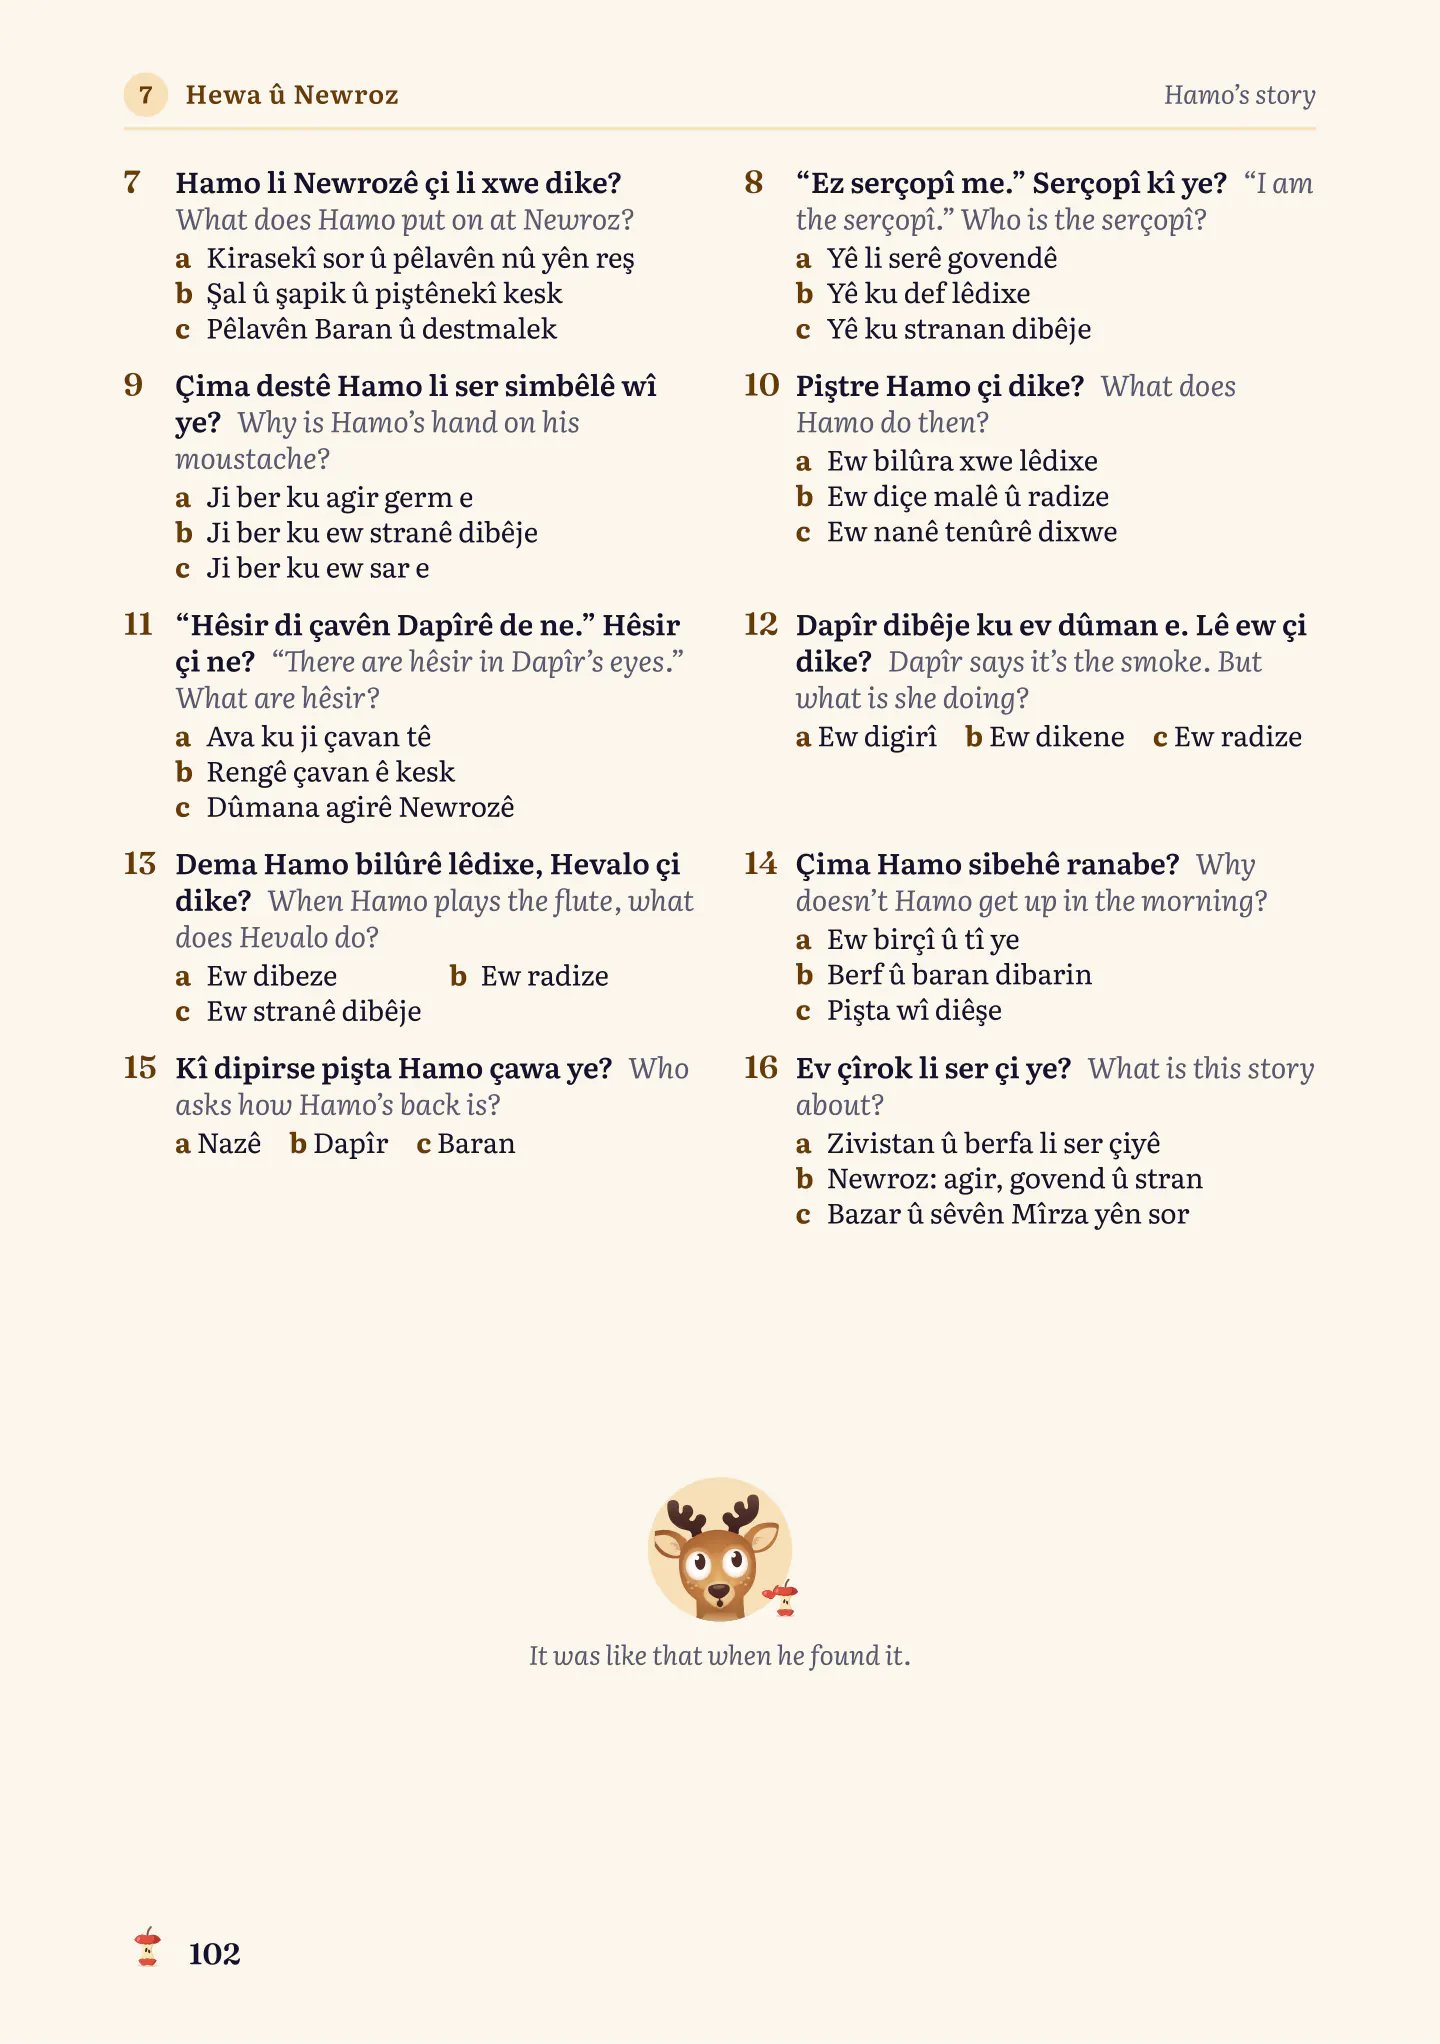 7 Hewa û Newroz
Hamo’s story
7 Hamo li Newrozê çi li xwe dike?
What does Hamo put on at Newroz?
a Kirasekî sor û pêlavên nû yên reş
b Şal û şapik û piştênekî kesk
c Pêlavên Baran û destmalek
8 “Ez serçopî me.” Serçopî kî ye? “I am
the serçopî.” Who is the serçopî?
a Yê li serê govendê
b Yê ku def lêdixe
c Yê ku stranan dibêje
9 Çima destê Hamo li ser simbêlê wî
ye? Why is Hamo’s hand on his
moustache?
a Ji ber ku agir germ e
b Ji ber ku ew stranê dibêje
c Ji ber ku ew sar e
10 Piştre Hamo çi dike? What does
Hamo do then?
a Ew bilûra xwe lêdixe
b Ew diçe malê û radize
c Ew nanê tenûrê dixwe
11 “Hêsir di çavên Dapîrê de ne.” Hêsir
çi ne? “There are hêsir in Dapîr’s eyes.”
What are hêsir?
a Ava ku ji çavan tê
b Rengê çavan ê kesk
c Dûmana agirê Newrozê
12 Dapîr dibêje ku ev dûman e. Lê ew çi
dike? Dapîr says it’s the smoke. But
what is she doing?
a Ew digirî b Ew dikene c Ew radize
13 Dema Hamo bilûrê lêdixe, Hevalo çi
dike? When Hamo plays the flute, what
does Hevalo do?
a Ew dibeze b Ew radize
c Ew stranê dibêje
14 Çima Hamo sibehê ranabe? Why
doesn’t Hamo get up in the morning?
a Ew birçî û tî ye
b Berf û baran dibarin
c Pişta wî diêşe
15 Kî dipirse pişta Hamo çawa ye? Who
asks how Hamo’s back is?
a Nazê b Dapîr c Baran
16 Ev çîrok li ser çi ye? What is this story
about?
a Zivistan û berfa li ser çiyê
b Newroz: agir, govend û stran
c Bazar û sêvên Mîrza yên sor
It was like that when he found it.
102